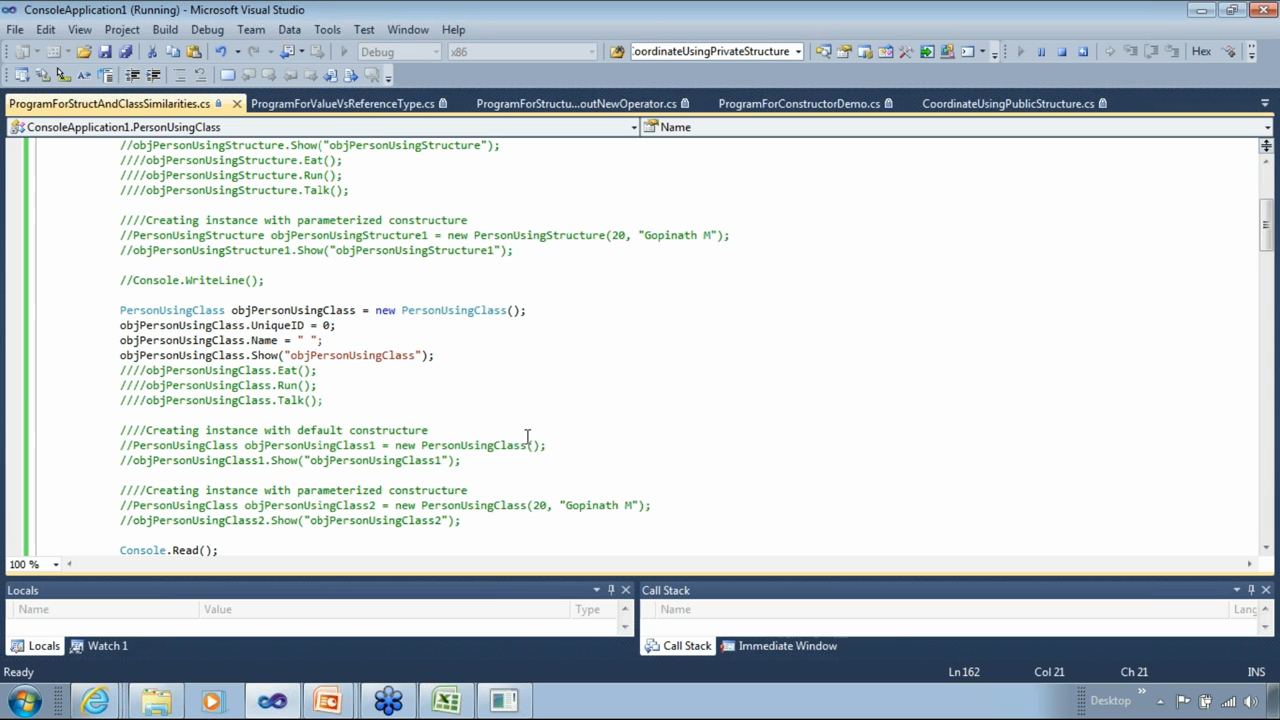 ConsoleApplication1 (Running) - Microsoft Visual Studio
File Edit View Project Build Debug Team Data Tools Test Window Help
Debug x86 CoordinateUsingPrivateStructure Hex
ProgramForStructAndClassSimilarities.cs ProgramForValueVsReferenceType.cs ProgramForStructu...outNewOperator.cs ProgramForConstructorDemo.cs CoordinateUsingPublicStructure.cs
ConsoleApplication1.PersonUsingClass Name
//objPersonUsingStructure.Show("objPersonUsingStructure");
////objPersonUsingStructure.Eat();
////objPersonUsingStructure.Run();
////objPersonUsingStructure.Talk();
////Creating instance with parameterized constructure
//PersonUsingStructure objPersonUsingStructure1 = new PersonUsingStructure(20, "Gopinath M");
//objPersonUsingStructure1.Show("objPersonUsingStructure1");
//Console.WriteLine();
PersonUsingClass objPersonUsingClass = new PersonUsingClass();
objPersonUsingClass.UniqueID = 0;
objPersonUsingClass.Name = " ";
objPersonUsingClass.Show("objPersonUsingClass");
////objPersonUsingClass.Eat();
////objPersonUsingClass.Run();
////objPersonUsingClass.Talk();
////Creating instance with default constructure
//PersonUsingClass objPersonUsingClass1 = new PersonUsingClass();
//objPersonUsingClass1.Show("objPersonUsingClass1");
////Creating instance with parameterized constructure
//PersonUsingClass objPersonUsingClass2 = new PersonUsingClass(20, "Gopinath M");
//objPersonUsingClass2.Show("objPersonUsingClass2");
Console.Read();
100 %
Locals Call Stack
Name Value Type Name Lang
Locals Watch 1 Call Stack Immediate Window
Ready Ln 162 Col 21 Ch 21 INS
Desktop